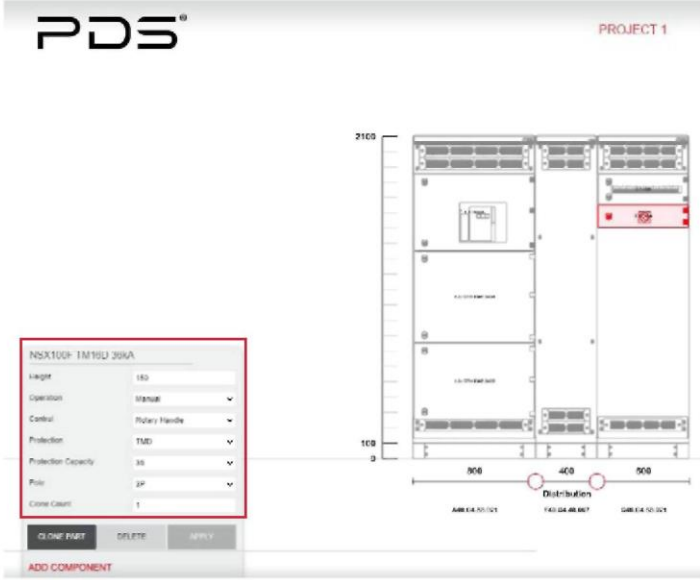 PDS®
PROJECT 1
2100
NSX100F TM16D 36kA
Height 150
Operation Manual
Control Rotary Handle
Protection TMD
Protection Capacity 36
Pole 3P
Clone Count 1
CLONE PART DELETE APPLY
ADD COMPONENT
100
0
800 400 600
Distribution